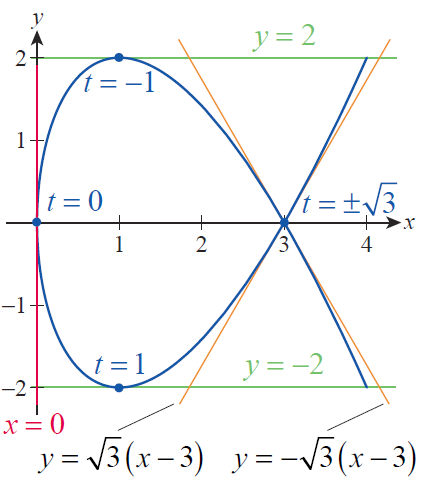 y
y = 2
2
t = −1
1
t = 0
t = ±√3
x
1 2 3 4
−1
t = 1
y = −2
−2
x = 0
y = √3(x − 3) y = −√3(x − 3)